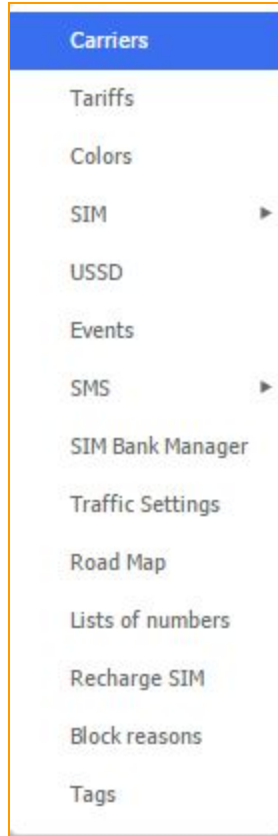 Carriers
Tariffs
Colors
SIM
USSD
Events
SMS
SIM Bank Manager
Traffic Settings
Road Map
Lists of numbers
Recharge SIM
Block reasons
Tags